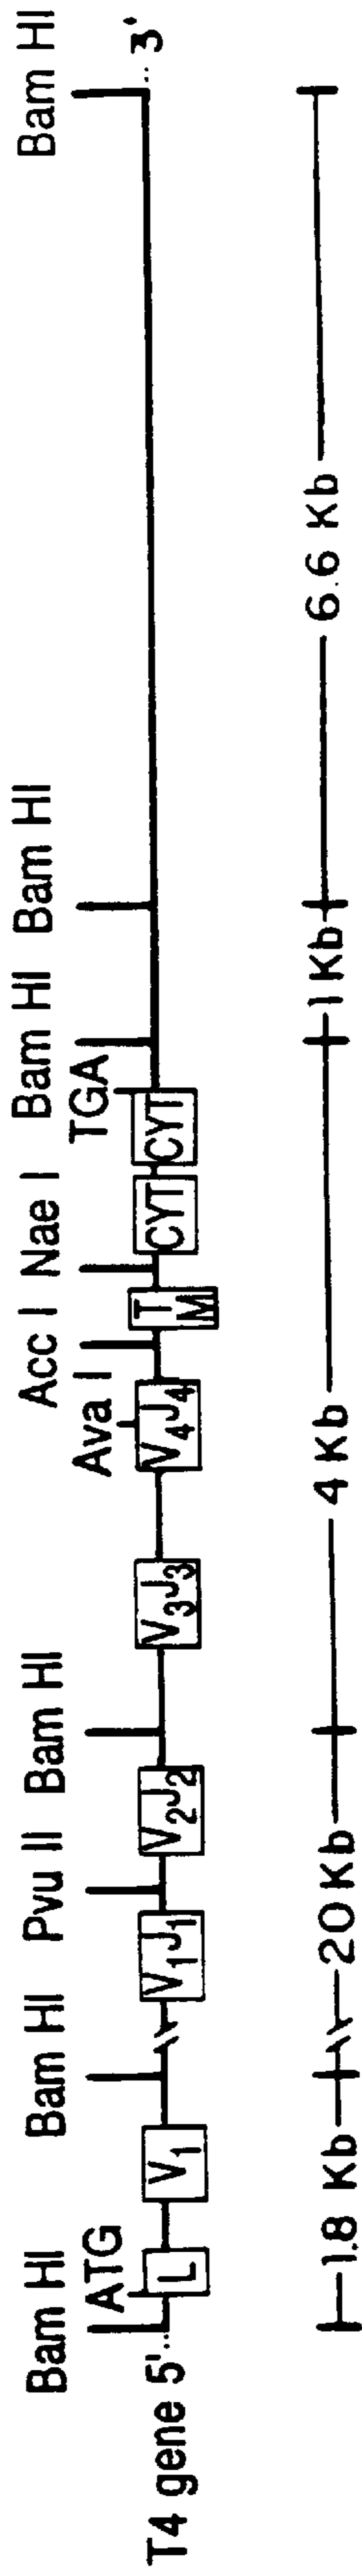 Bam HI
ATG
Bam HI
Pvu II
Bam HI
Ava I
Acc I
Nae I
TGA
Bam HI
Bam HI
Bam HI
T4 gene 5'... L V1 V1J1 V2J2 V3J3 V4J4 TM CYT CYT ...3'
1.8 Kb 20 Kb 4 Kb 1 Kb 6.6 Kb